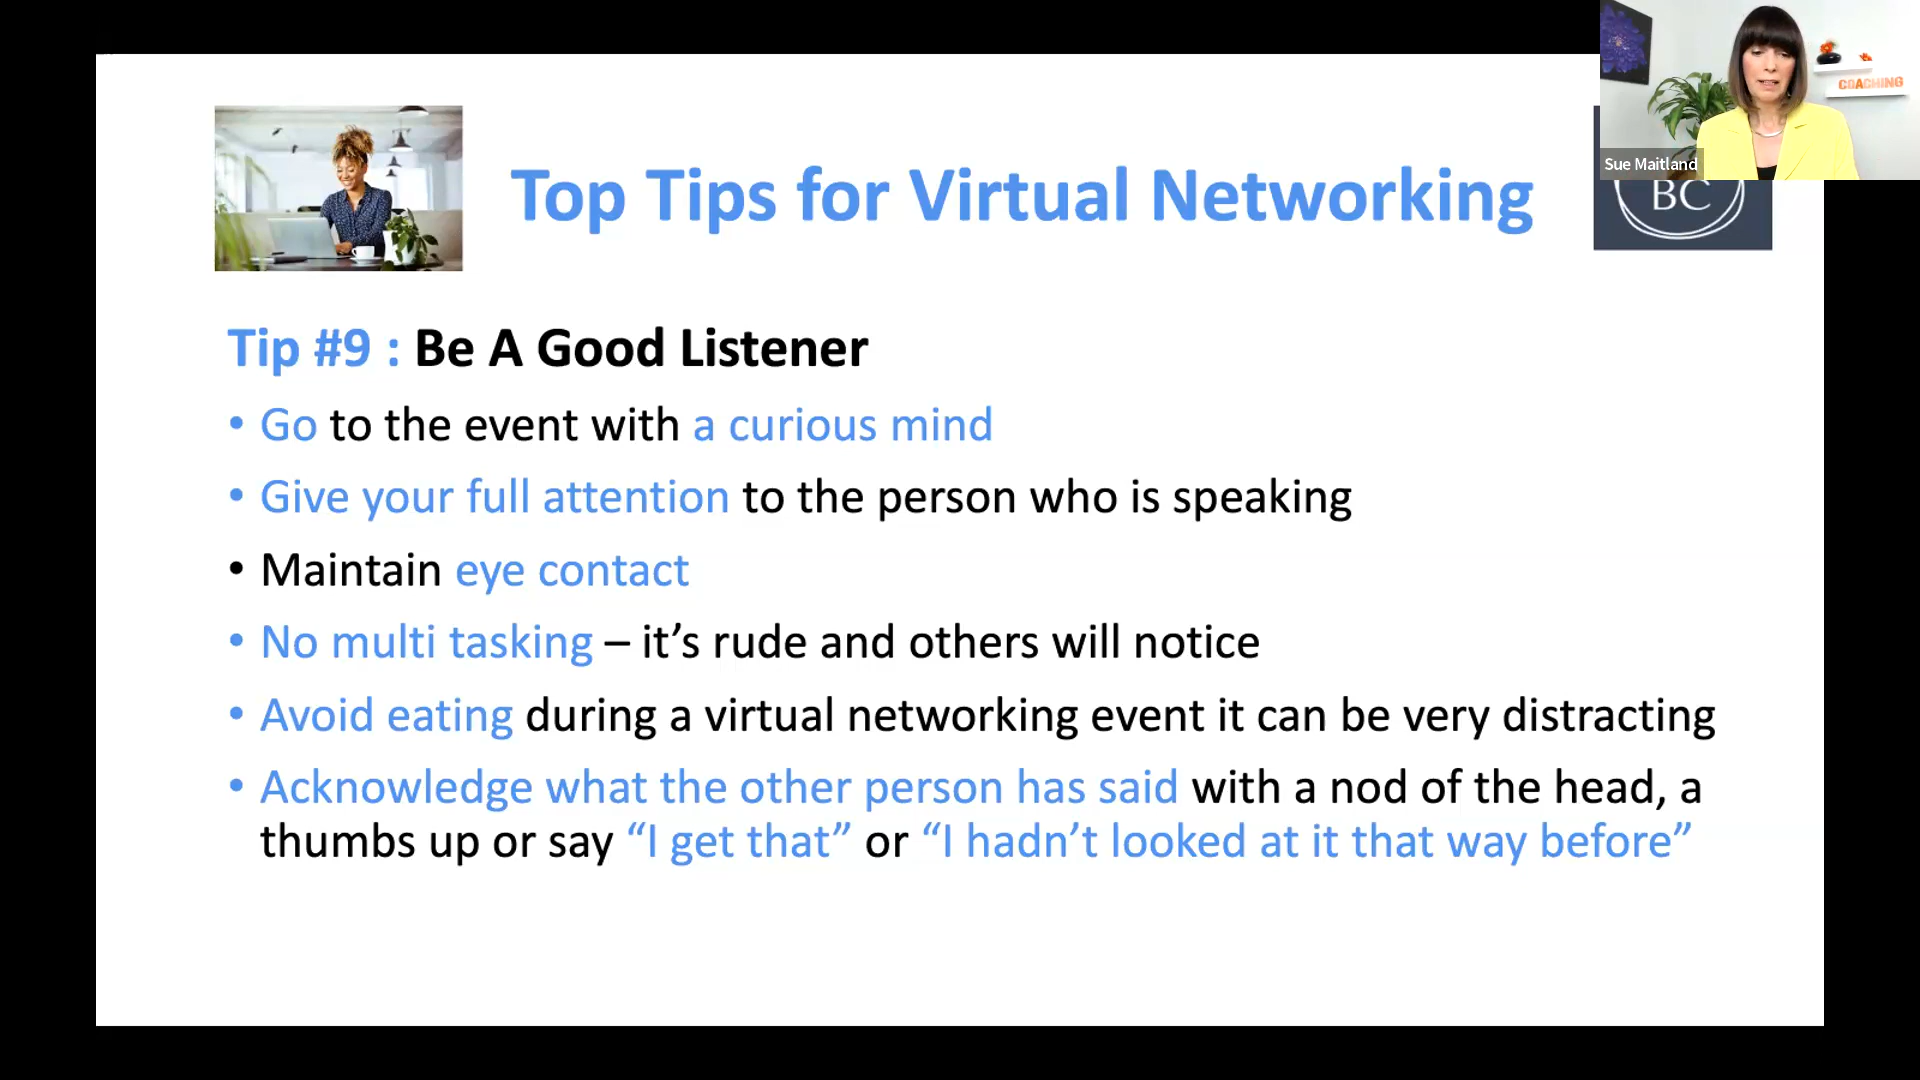 COACHING
Sue Maitland
BC
Top Tips for Virtual Networking
Tip #9 : Be A Good Listener
• Go to the event with a curious mind
• Give your full attention to the person who is speaking
• Maintain eye contact
• No multi tasking – it’s rude and others will notice
• Avoid eating during a virtual networking event it can be very distracting
• Acknowledge what the other person has said with a nod of the head, a
thumbs up or say “I get that” or “I hadn’t looked at it that way before”